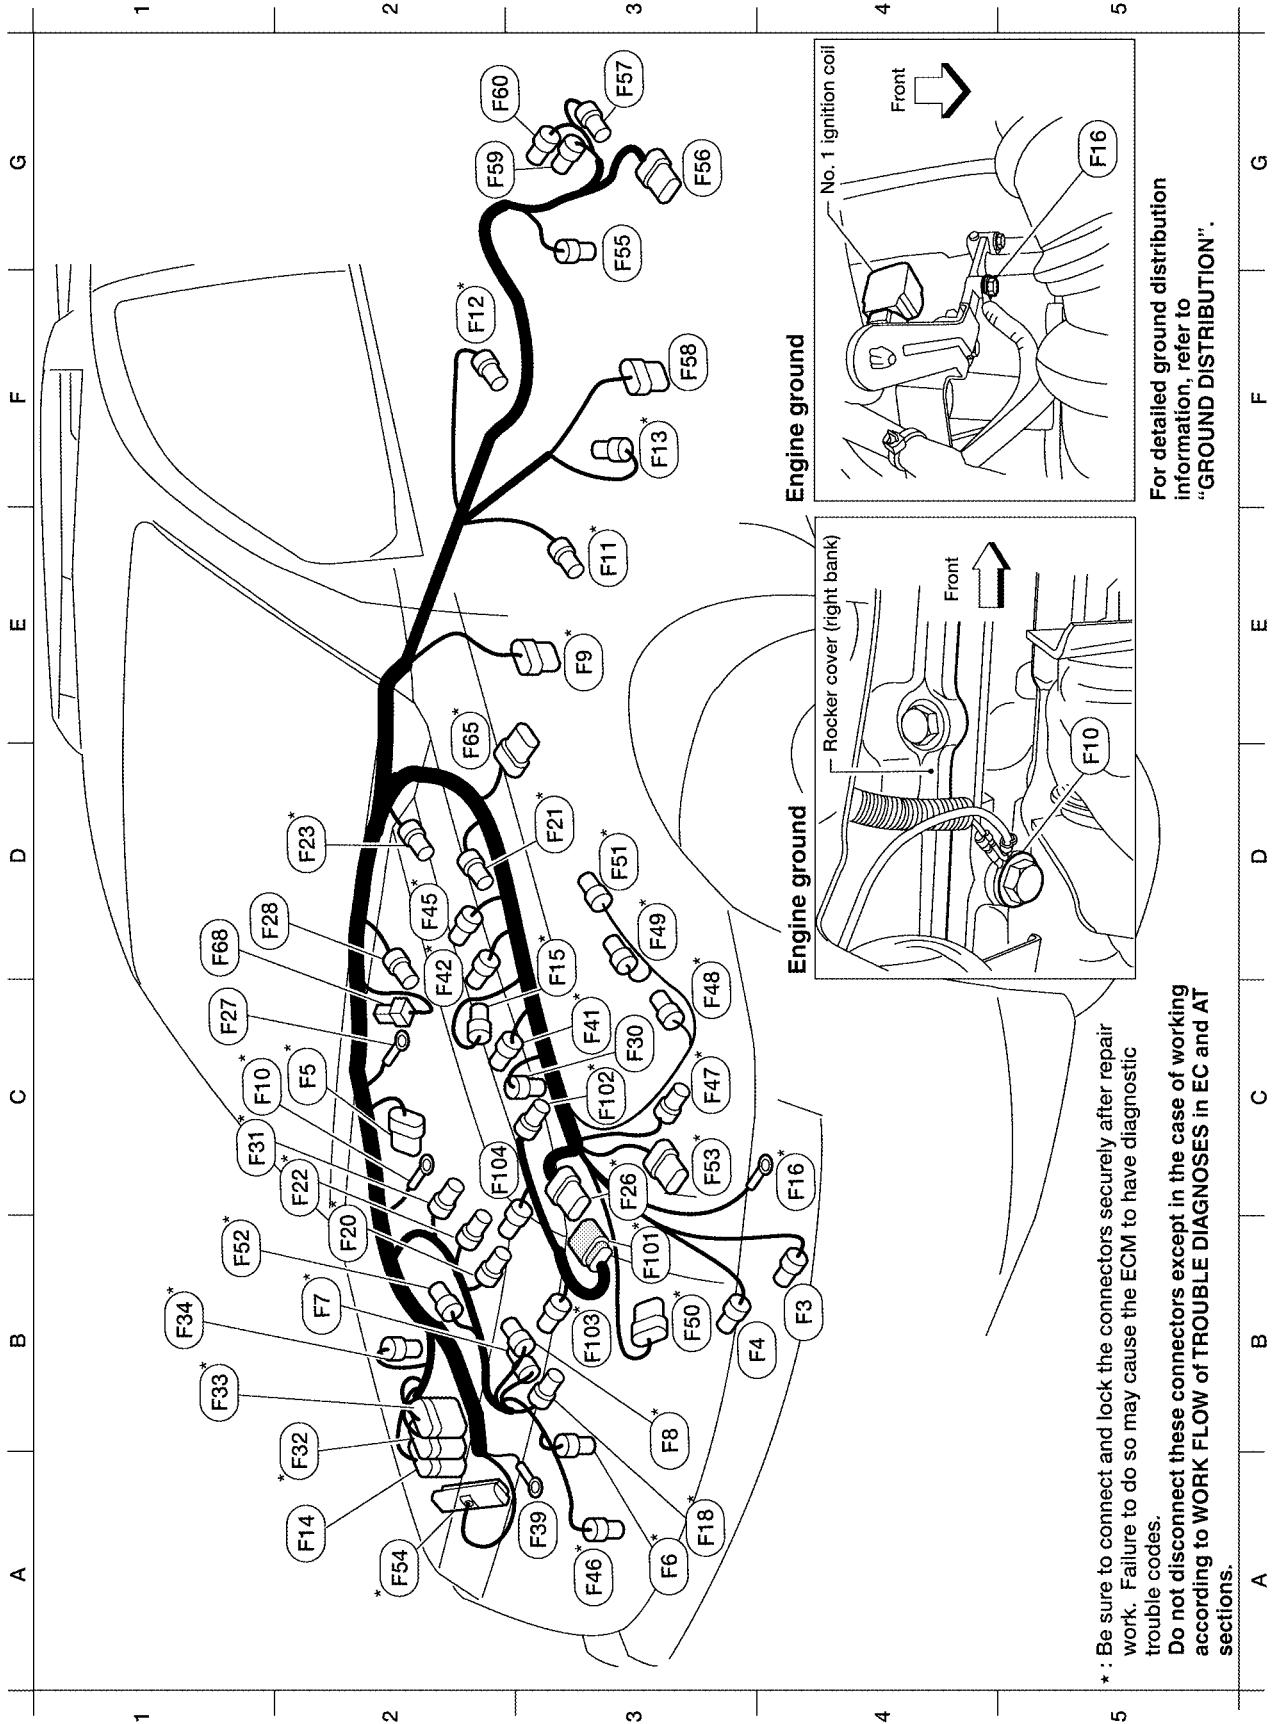 1 2 3 4 5
G
F60
F57
F59
F56
F55
F
F12*
F58
F13*
E
F11*
F9*
F65*
D
F23*
F21*
F51*
F45*
F49*
F28
F68
F42*
F15*
F48*
F27
F41*
F30
C
F10*
F5*
F102*
F47*
F31*
F104
F53*
F22*
F26*
F16*
F20*
F52*
F101*
F7*
F103*
F50*
F3
F4
B
F34*
F33*
F8*
F32*
F14
F39
F18*
A
F54*
F46*
F6*
Engine ground
Rocker cover (right bank)
Front
F10
Engine ground
No. 1 ignition coil
Front
F16
For detailed ground distribution
information, refer to
“GROUND DISTRIBUTION”.
* : Be sure to connect and lock the connectors securely after repair
work. Failure to do so may cause the ECM to have diagnostic
trouble codes.
Do not disconnect these connectors except in the case of working
according to WORK FLOW of TROUBLE DIAGNOSES in EC and AT
sections.
A B C D E F G
1 2 3 4 5